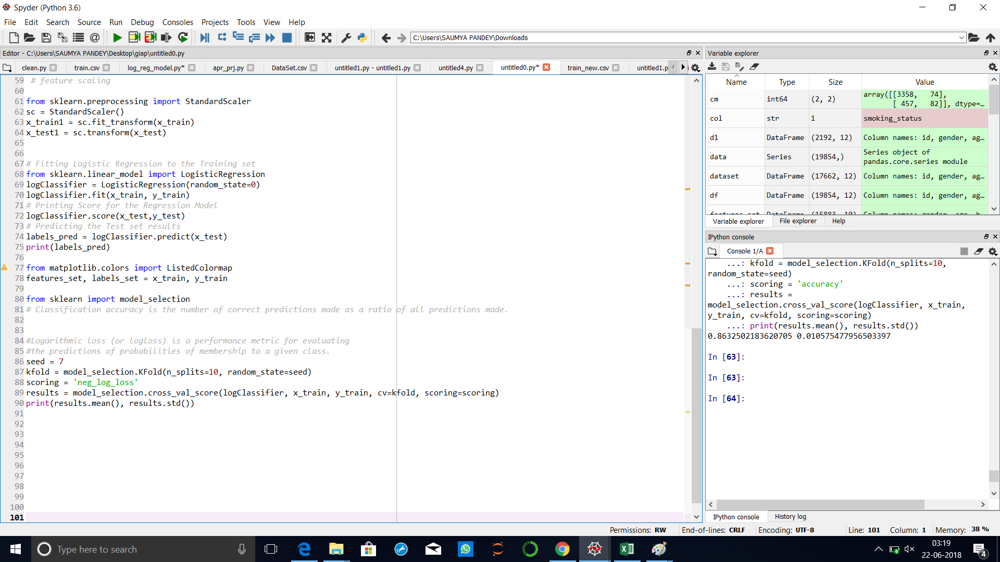 Spyder (Python 3.6)
File Edit Search Source Run Debug Consoles Projects Tools View Help
C:\Users\SAUMYA PANDEY\Downloads
Editor - C:\Users\SAUMYA PANDEY\Desktop\giap\untitled0.py
clean.py train.csv log_reg_model.py* apr_prj.py DataSet.csv untitled1.py - untitled1.py untitled4.py untitled0.py* train_new.csv untitled1.p
59 # feature scaling
60
61 from sklearn.preprocessing import StandardScaler
62 sc = StandardScaler()
63 x_train1 = sc.fit_transform(x_train)
64 x_test1 = sc.transform(x_test)
65
66
67 # Fitting Logistic Regression to the Training set
68 from sklearn.linear_model import LogisticRegression
69 logClassifier = LogisticRegression(random_state=0)
70 logClassifier.fit(x_train, y_train)
71 # Printing Score for the Regression Model
72 logClassifier.score(x_test,y_test)
73 # Predicting the Test set results
74 labels_pred = logClassifier.predict(x_test)
75 print(labels_pred)
76
77 from matplotlib.colors import ListedColormap
78 features_set, labels_set = x_train, y_train
79
80 from sklearn import model_selection
81 # Classification accuracy is the number of correct predictions made as a ratio of all predictions made.
82
83
84 #Logarithmic loss (or logloss) is a performance metric for evaluating
85 #the predictions of probabilities of membership to a given class.
86 seed = 7
87 kfold = model_selection.KFold(n_splits=10, random_state=seed)
88 scoring = 'neg_log_loss'
89 results = model_selection.cross_val_score(logClassifier, x_train, y_train, cv=kfold, scoring=scoring)
90 print(results.mean(), results.std())
91
92
93
94
95
96
97
98
99
100
101
Variable explorer
Name Type Size Value
cm int64 (2, 2) array([[3358, 74],
[ 457, 82]], dtype=…
col str 1 smoking_status
d1 DataFrame (2192, 12) Column names: id, gender, ag…
data Series (19854,) Series object of
pandas.core.series module
dataset DataFrame (17662, 12) Column names: id, gender, ag…
df DataFrame (19854, 12) Column names: id, gender, ag…
features_set DataFrame (15883, 10) Column names: gender, age, h…
Variable explorer File explorer Help
IPython console
Console 1/A
...: kfold = model_selection.KFold(n_splits=10,
random_state=seed)
...: scoring = 'accuracy'
...: results =
model_selection.cross_val_score(logClassifier, x_train,
y_train, cv=kfold, scoring=scoring)
...: print(results.mean(), results.std())
0.8632502183620705 0.010575477956503397
In [63]:
In [63]:
In [64]:
IPython console History log
Permissions: RW End-of-lines: CRLF Encoding: UTF-8 Line: 101 Column: 1 Memory: 38 %
Type here to search
03:19
22-06-2018
4